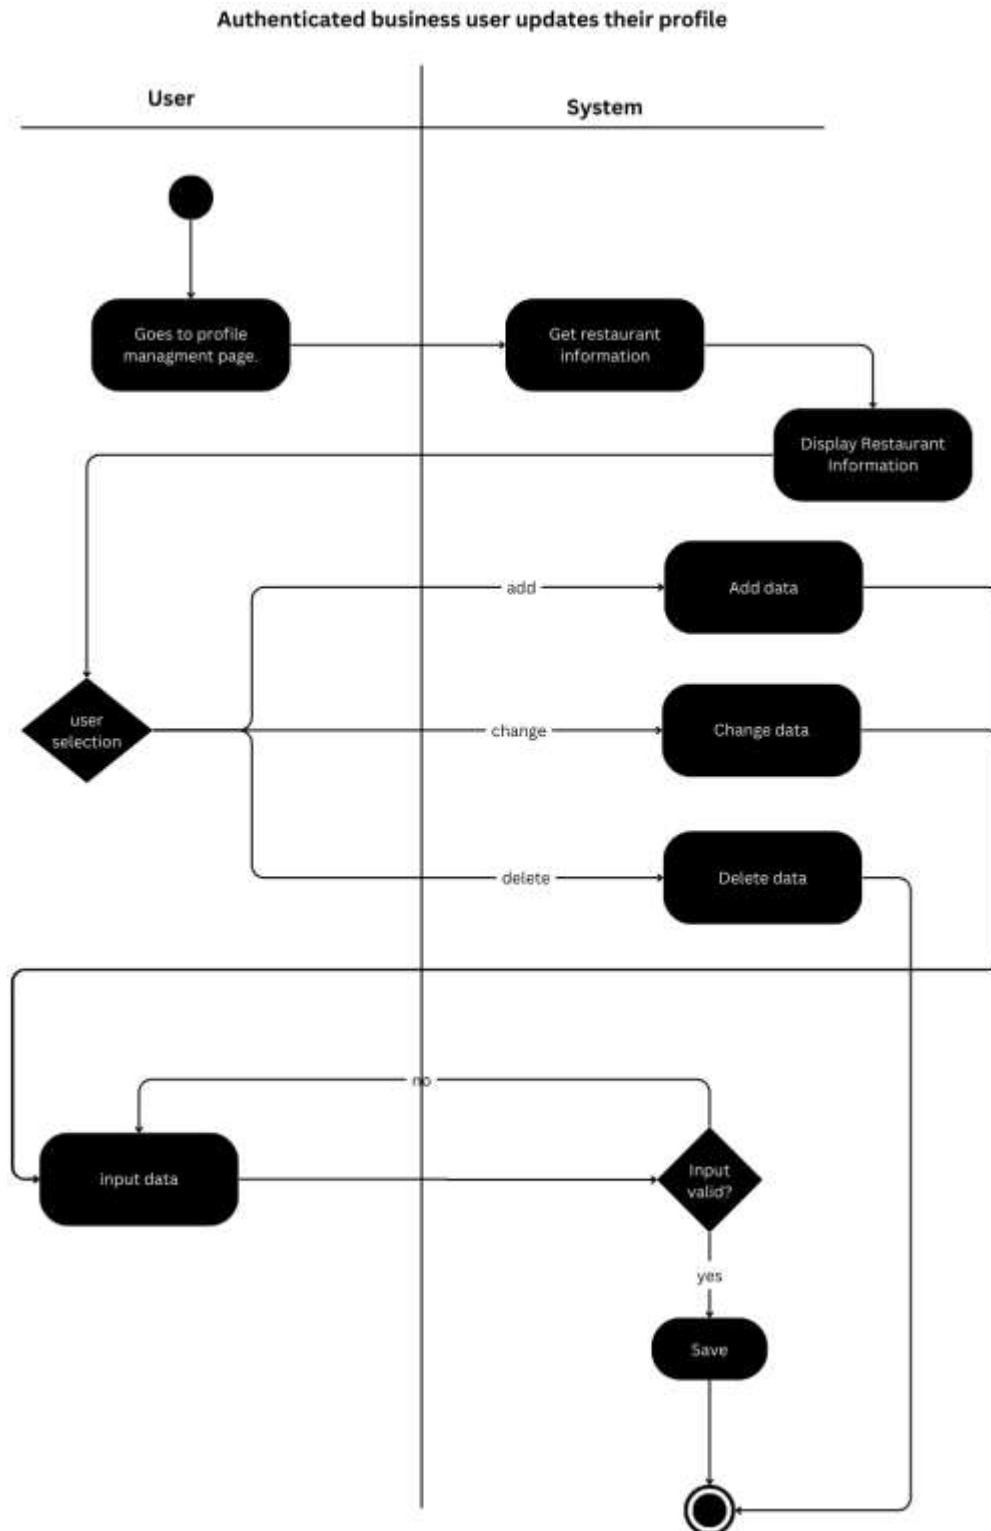 Authenticated business user updates their profile
User
System
Goes to profile
managment page.
Get restaurant
information
Display Restaurant
Information
add
Add data
user
selection
change
Change data
delete
Delete data
no
input data
Input
valid?
yes
Save